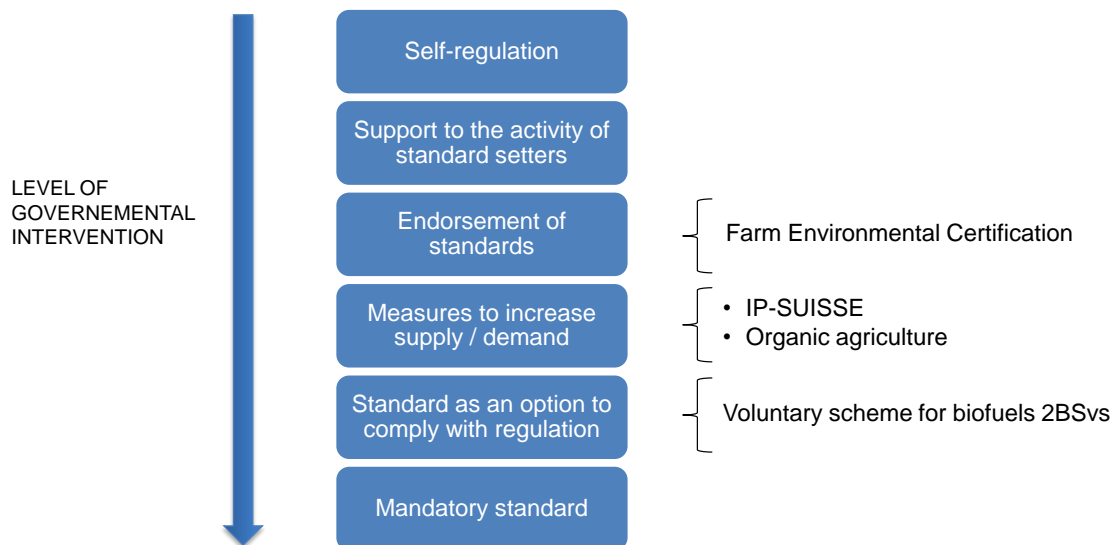 Self-regulation
Support to the activity of
standard setters
LEVEL OF
GOVERNEMENTAL
INTERVENTION
Endorsement of
standards
Farm Environmental Certification
Measures to increase
supply / demand
• IP-SUISSE
• Organic agriculture
Standard as an option to
comply with regulation
Voluntary scheme for biofuels 2BSvs
Mandatory standard